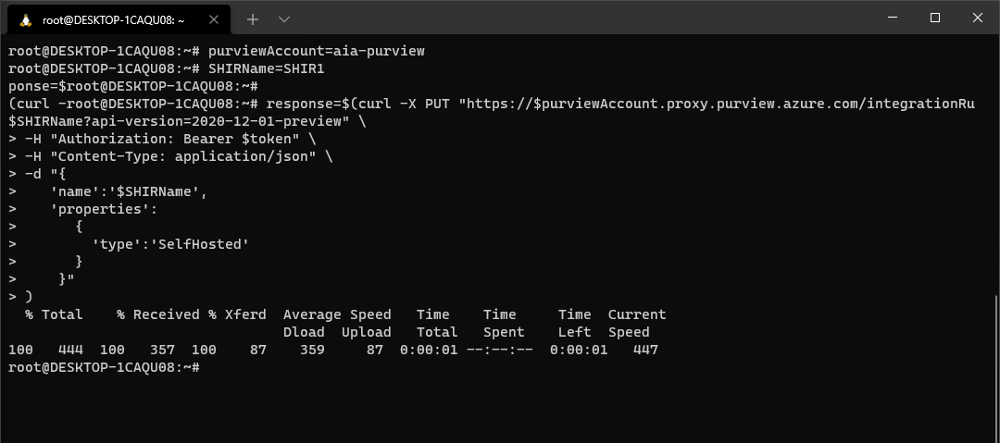 root@DESKTOP-1CAQU08: ~
root@DESKTOP-1CAQU08:~# purviewAccount=aia-purview
root@DESKTOP-1CAQU08:~# SHIRName=SHIR1
ponse=$root@DESKTOP-1CAQU08:~#
(curl -root@DESKTOP-1CAQU08:~# response=$(curl -X PUT "https://$purviewAccount.proxy.purview.azure.com/integrationRu
$SHIRName?api-version=2020-12-01-preview" \
> -H "Authorization: Bearer $token" \
> -H "Content-Type: application/json" \
> -d "{
>    'name':'$SHIRName',
>    'properties':
>       {
>         'type':'SelfHosted'
>       }
>     }"
> )
  % Total    % Received % Xferd  Average Speed   Time    Time     Time  Current
                                 Dload  Upload   Total   Spent    Left  Speed
100   444  100   357  100    87    359     87  0:00:01 --:--:--  0:00:01   447
root@DESKTOP-1CAQU08:~#